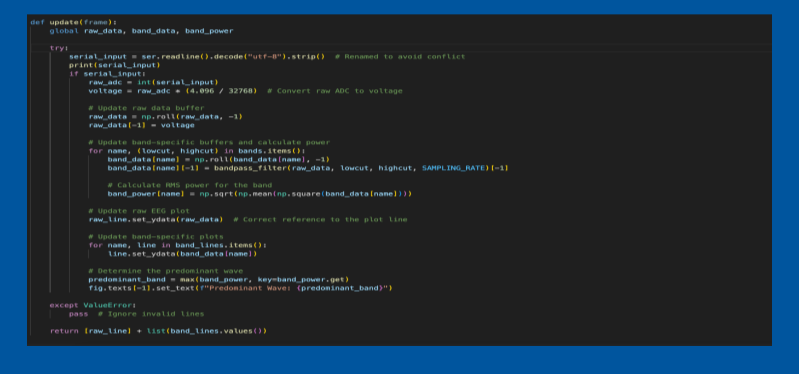 def update(frame):
    global raw_data, band_data, band_power

    try:
        serial_input = ser.readline().decode("utf-8").strip()  # Renamed to avoid conflict
        print(serial_input)
        if serial_input:
            raw_adc = int(serial_input)
            voltage = raw_adc * (4.096 / 32768)  # Convert raw ADC to voltage

            # Update raw data buffer
            raw_data = np.roll(raw_data, -1)
            raw_data[-1] = voltage

            # Update band-specific buffers and calculate power
            for name, (lowcut, highcut) in bands.items():
                band_data[name] = np.roll(band_data[name], -1)
                band_data[name][-1] = bandpass_filter(raw_data, lowcut, highcut, SAMPLING_RATE)[-1]

                # Calculate RMS power for the band
                band_power[name] = np.sqrt(np.mean(np.square(band_data[name])))

            # Update raw EEG plot
            raw_line.set_ydata(raw_data)  # Correct reference to the plot line

            # Update band-specific plots
            for name, line in band_lines.items():
                line.set_ydata(band_data[name])

            # Determine the predominant wave
            predominant_band = max(band_power, key=band_power.get)
            fig.texts[-1].set_text(f"Predominant Wave: {predominant_band}")

    except ValueError:
        pass  # Ignore invalid lines

    return [raw_line] + list(band_lines.values())